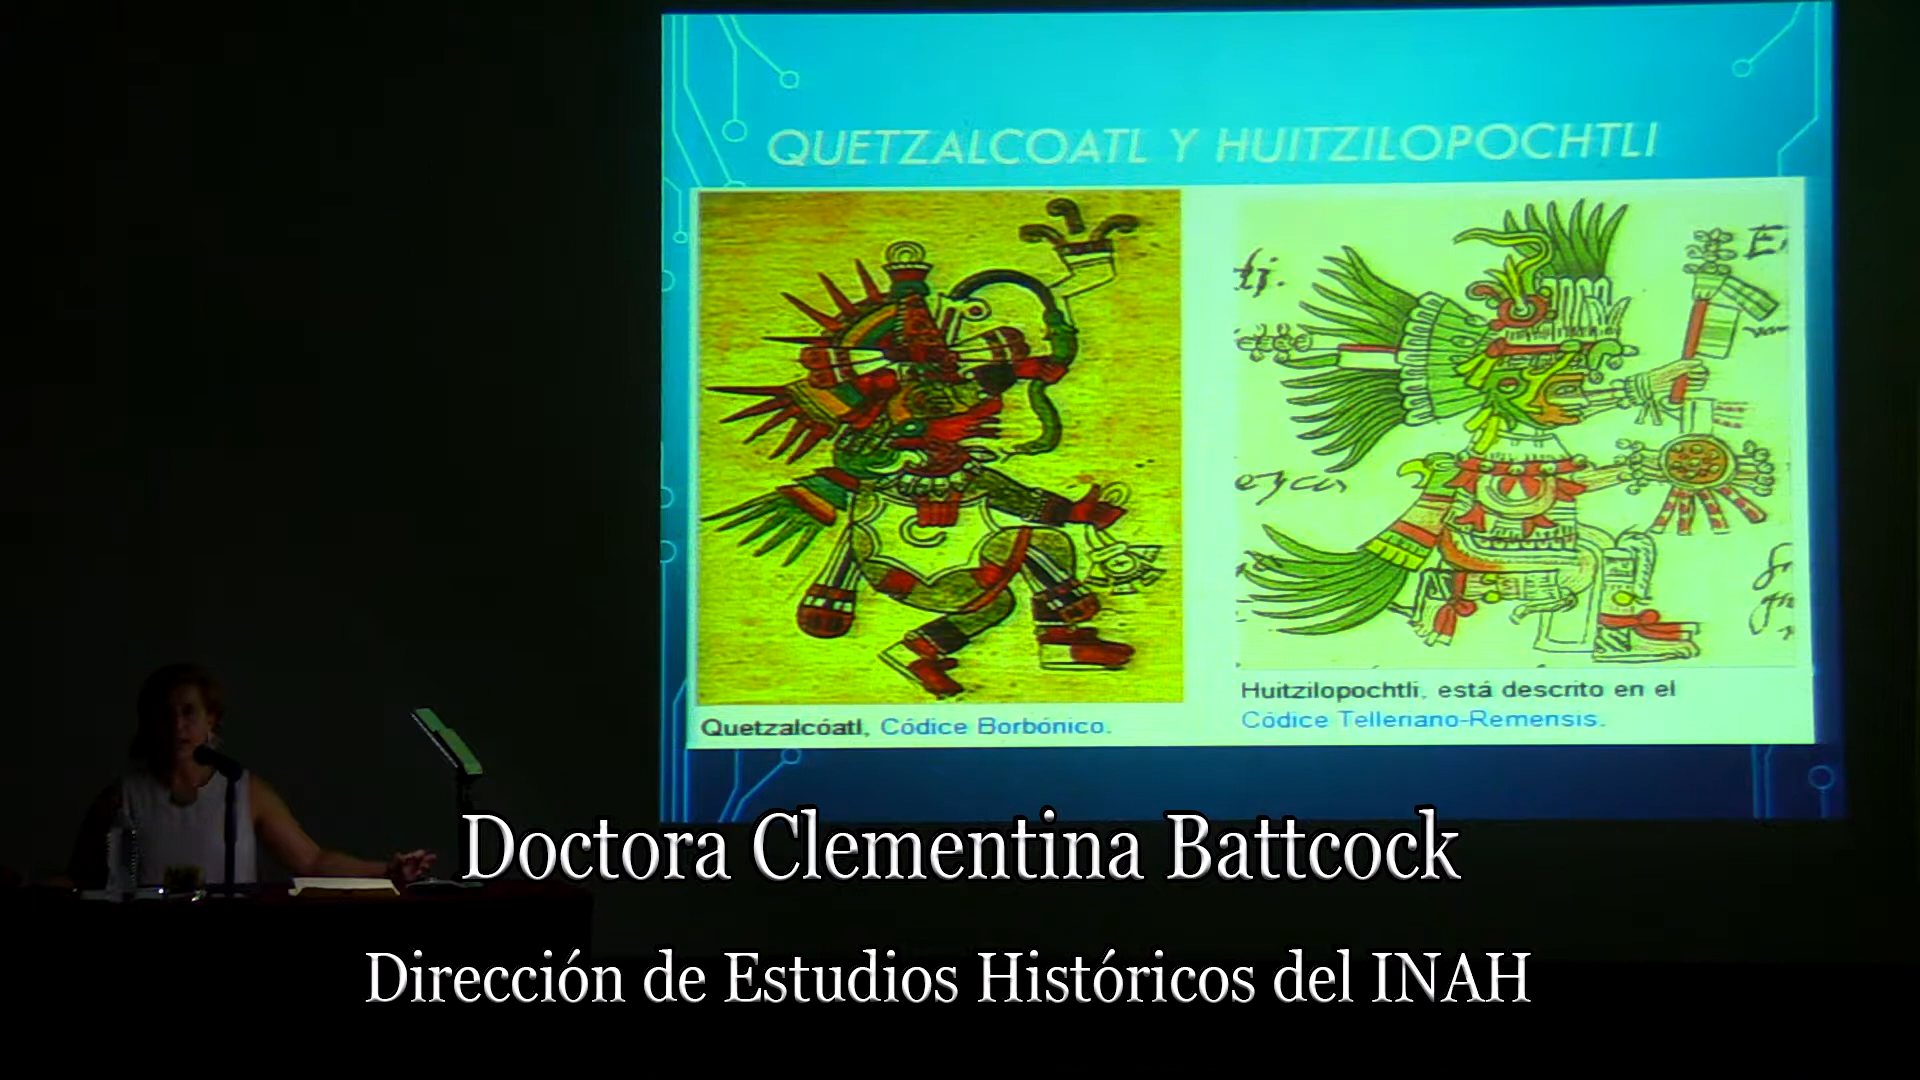 QUETZALCOATL Y HUITZILOPOCHTLI
ti.
Quetzalcóatl, Códice Borbónico.
Huitzilopochtli, está descrito en el
Códice Telleriano-Remensis.
Doctora Clementina Battcock
Dirección de Estudios Históricos del INAH